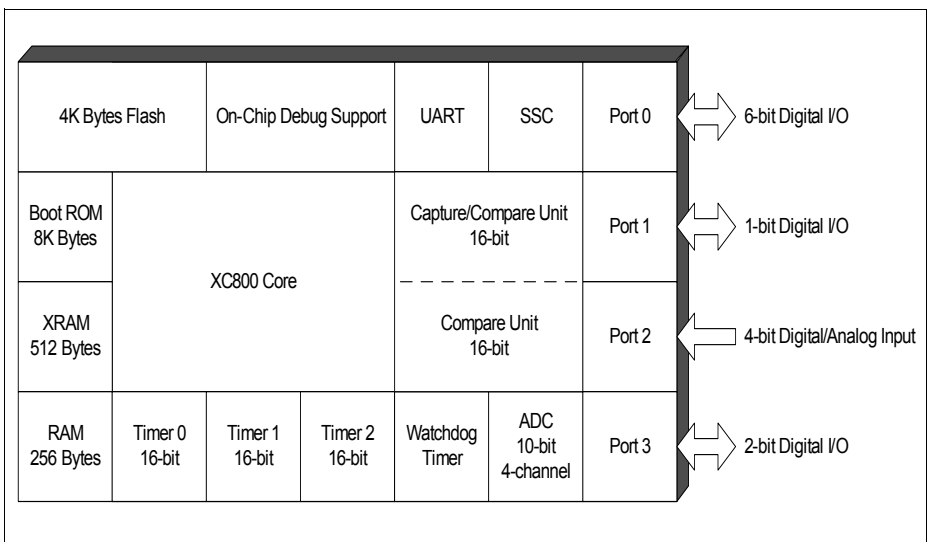 4K Bytes Flash
On-Chip Debug Support
UART
SSC
Port 0
6-bit Digital I/O
Boot ROM
8K Bytes
XC800 Core
Capture/Compare Unit
16-bit
Port 1
1-bit Digital I/O
XRAM
512 Bytes
Compare Unit
16-bit
Port 2
4-bit Digital/Analog Input
RAM
256 Bytes
Timer 0
16-bit
Timer 1
16-bit
Timer 2
16-bit
Watchdog
Timer
ADC
10-bit
4-channel
Port 3
2-bit Digital I/O